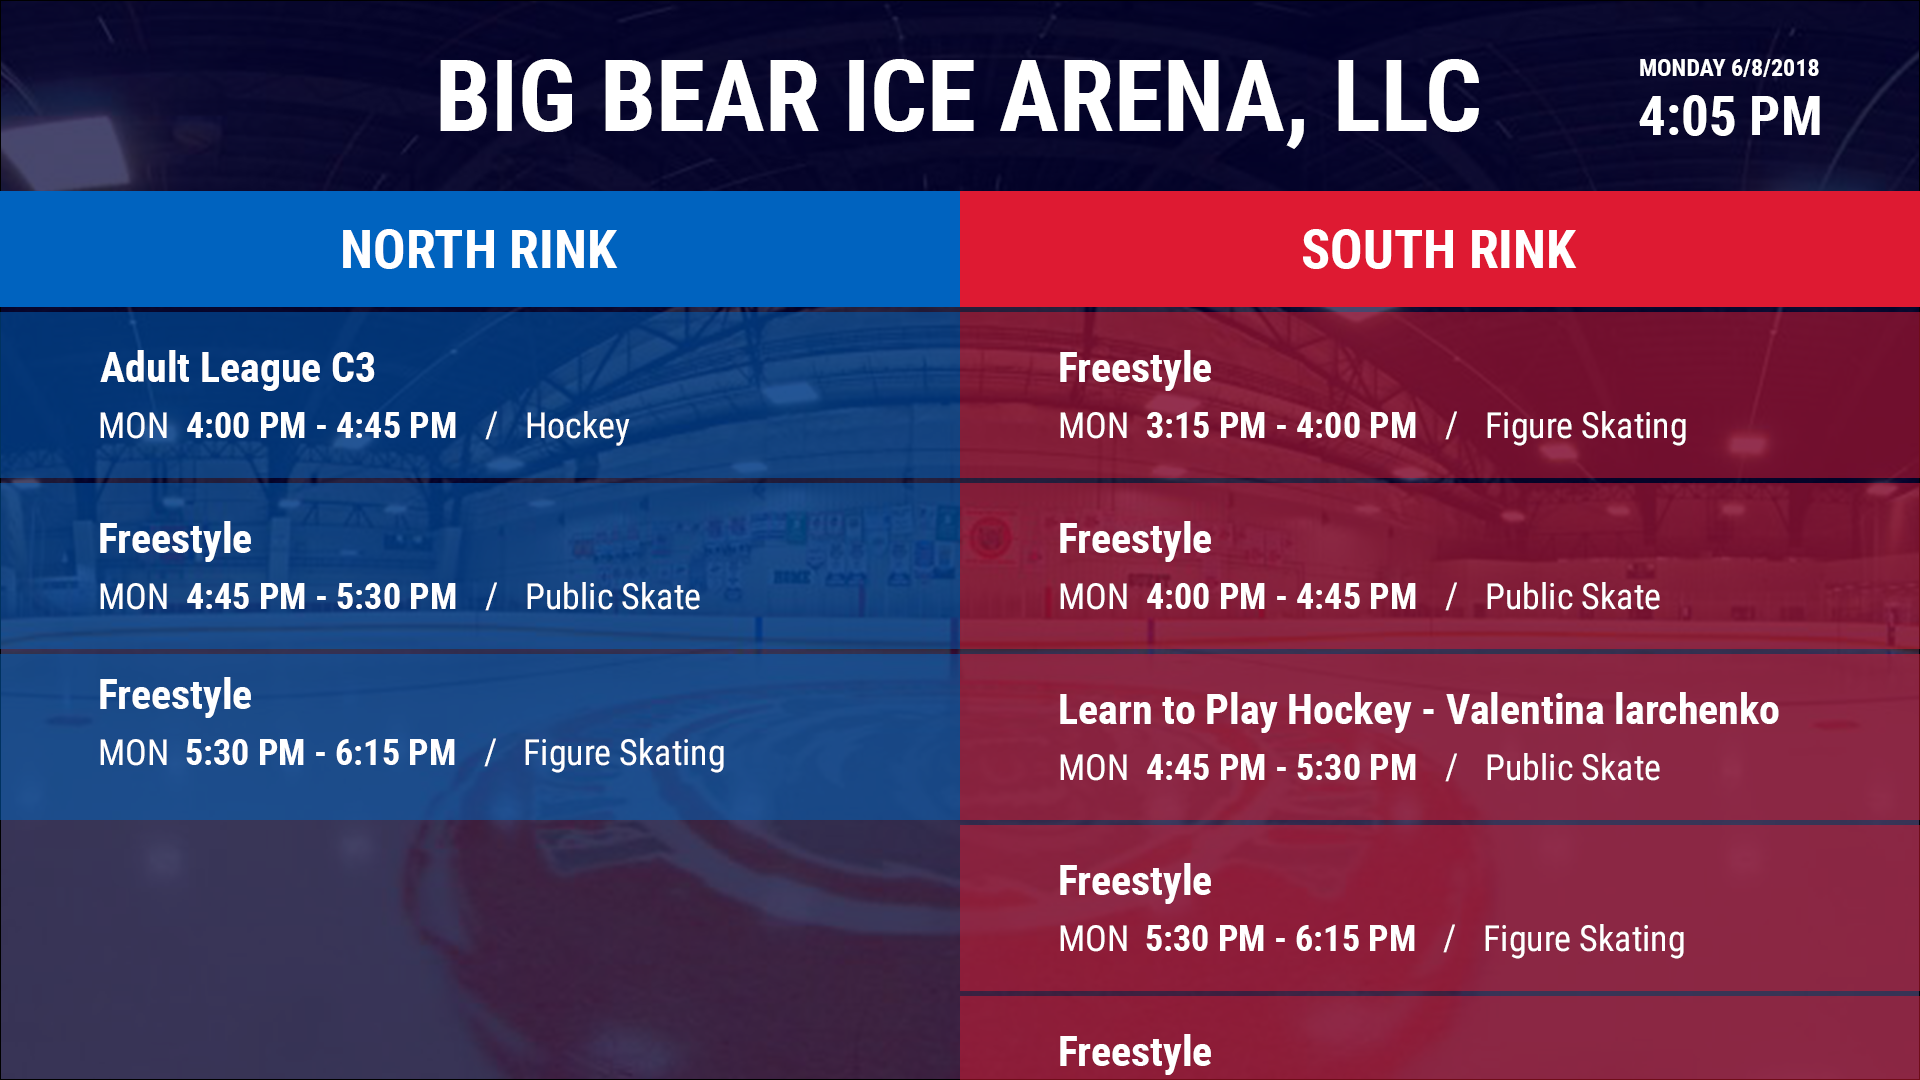 BIG BEAR ICE ARENA, LLC
MONDAY 6/8/2018
4:05 PM
NORTH RINK
Adult League C3
MON 4:00 PM - 4:45 PM / Hockey
Freestyle
MON 4:45 PM - 5:30 PM / Public Skate
Freestyle
MON 5:30 PM - 6:15 PM / Figure Skating
SOUTH RINK
Freestyle
MON 3:15 PM - 4:00 PM / Figure Skating
Freestyle
MON 4:00 PM - 4:45 PM / Public Skate
Learn to Play Hockey - Valentina larchenko
MON 4:45 PM - 5:30 PM / Public Skate
Freestyle
MON 5:30 PM - 6:15 PM / Figure Skating
Freestyle
HOME